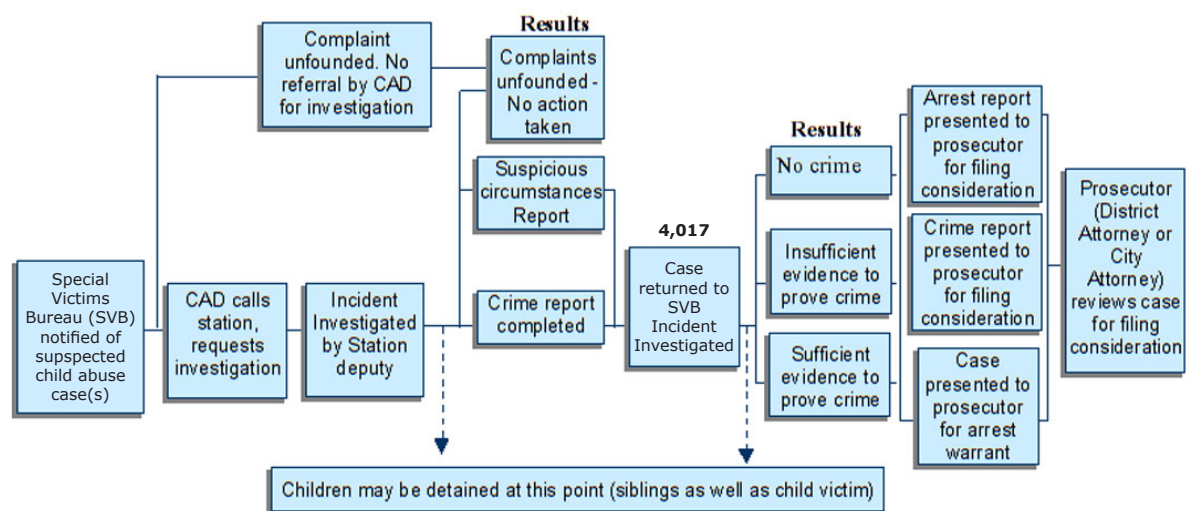 Special
Victims
Bureau (SVB)
notified of
supspected
child abuse
case(s)
Complaint
unfounded. No
referral by CAD
for investigation
CAD calls
station,
requests
investigation
Incident
Investigated
by Station
deputy
Results
Complaints
unfounded -
No action
taken
Suspicious
circumstances
Report
Crime report
completed
4,017
Case
returned to
SVB
Incident
Investigated
Results
No crime
Insufficient
evidence to
prove crime
Sufficient
evidence to
prove crime
Arrest report
presented to
prosecutor
for filing
consideration
Crime report
presented to
prosecutor
for filing
consideration
Case
presented to
prosecutor
for arrest
warrant
Prosecutor
(District
Attorney or
City
Attorney)
reviews case
for filing
consideration
Children may be detained at this point (siblings as well as child victim)